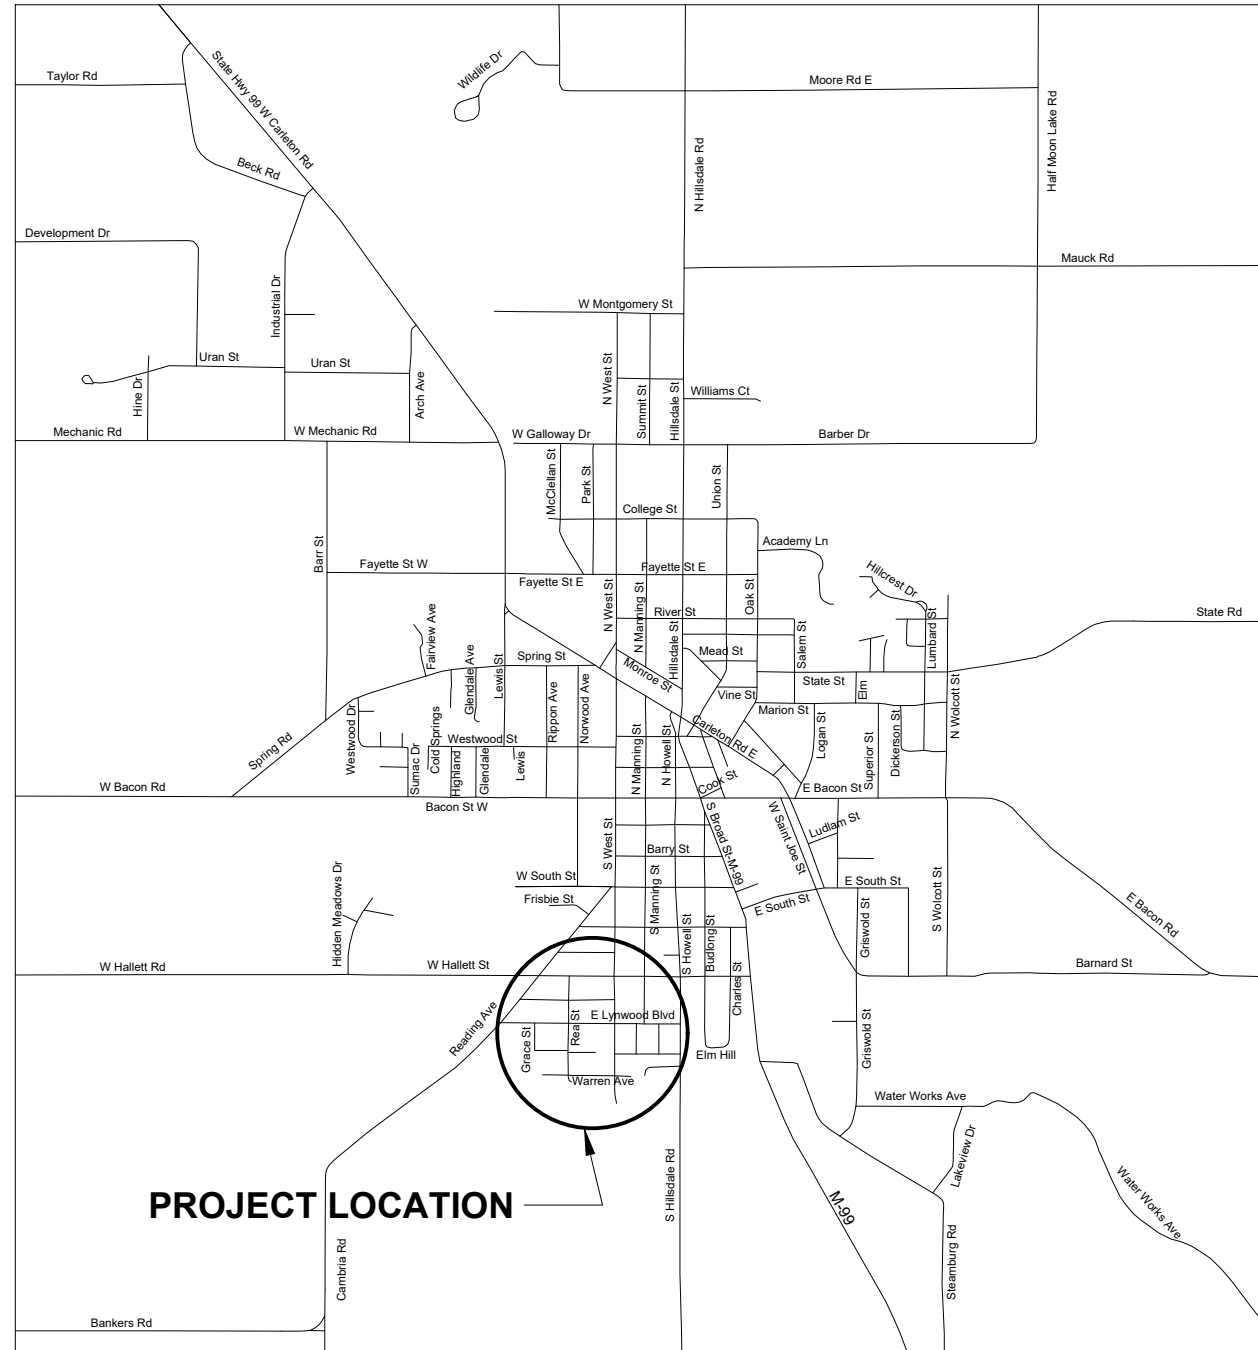 Taylor Rd
State Hwy 99 W Carleton Rd
Wildlife Dr
Moore Rd E
Half Moon Lake Rd
N Hillsdale Rd
Beck Rd
Development Dr
Mauck Rd
Industrial Dr
W Montgomery St
Uran St
Uran St
Hine Dr
Arch Ave
N West St
Summit St
Hillsdale St
Williams Ct
Mechanic Rd
W Mechanic Rd
W Galloway Dr
Barber Dr
McClellan St
Park St
Union St
College St
Academy Ln
Barr St
Fayette St W
Fayette St E
Fayette St E
Hillcrest Dr
Oak St
N West St
N Manning St
River St
State Rd
Fairview Ave
Hillsdale St
Salem St
Lumbard St
Mead St
Spring St
Monroe St
Glendale Ave
Lewis St
State St
Elm
Vine St
Rippon Ave
Norwood Ave
Marion St
N Wolcott St
Westwood Dr
Cold Springs
Westwood St
Carleton Rd E
Logan St
Superior St
Dickerson St
Spring Rd
Sumac Dr
Highland
Glendale
Lewis
N Manning St
N Howell St
Cook St
W Bacon Rd
Bacon St W
E Bacon St
S Broad St-M-99
W Saint Joe St
Ludlam St
S West St
Barry St
W South St
E South St
E South St
Frisbie St
S Manning St
Hidden Meadows Dr
Griswold St
S Wolcott St
E Bacon Rd
S Howell St
Budlong St
W Hallett Rd
W Hallett St
Barnard St
Charles St
Reading Ave
E Lynwood Blvd
Grace St
Rea St
Elm Hill
Griswold St
Warren Ave
Water Works Ave
Lakeview Dr
PROJECT LOCATION
S Hillsdale Rd
M-99
Water Works Ave
Cambria Rd
Steamburg Rd
Bankers Rd